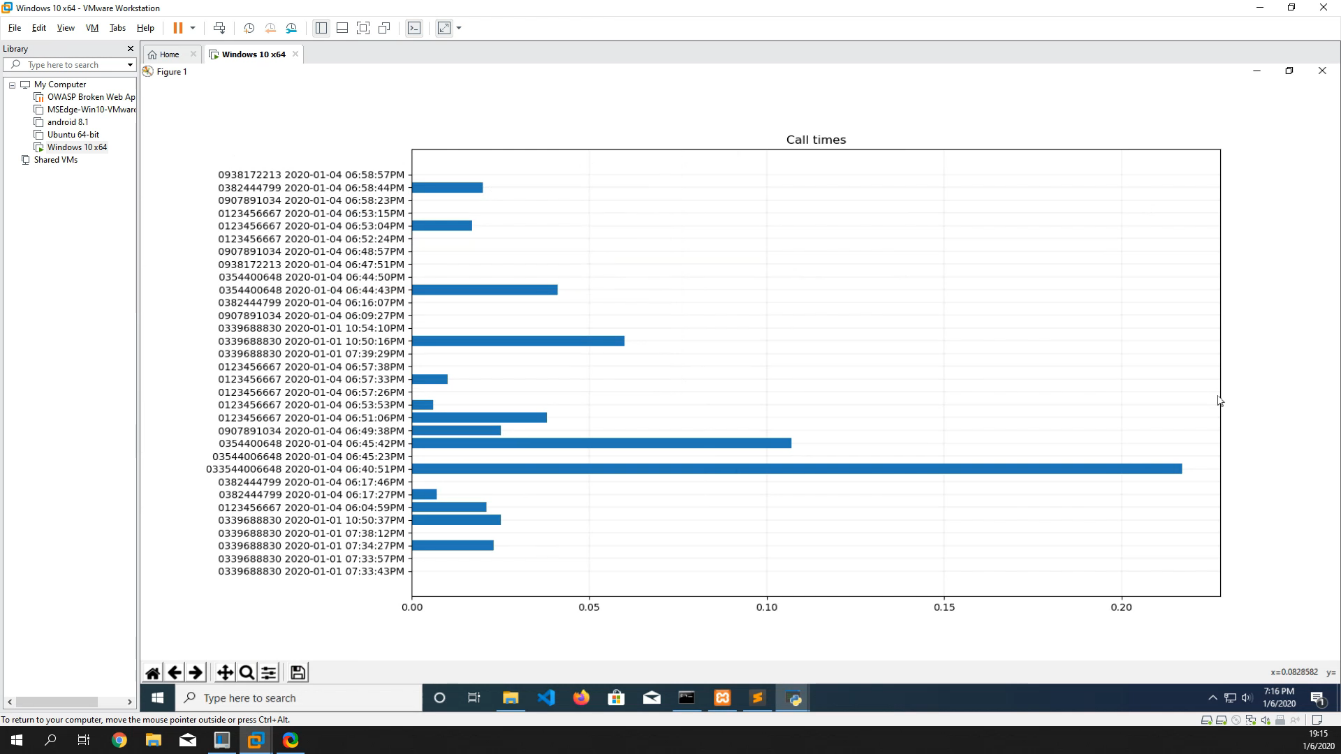 Windows 10 x64 - VMware Workstation
File Edit View VM Tabs Help
Library
Type here to search
My Computer
OWASP Broken Web Ap
MSEdge-Win10-VMware
android 8.1
Ubuntu 64-bit
Windows 10 x64
Shared VMs
Home
Windows 10 x64
Figure 1
Call times
0938172213 2020-01-04 06:58:57PM
0382444799 2020-01-04 06:58:44PM
0907891034 2020-01-04 06:58:23PM
0123456667 2020-01-04 06:53:15PM
0123456667 2020-01-04 06:53:04PM
0123456667 2020-01-04 06:52:24PM
0907891034 2020-01-04 06:48:57PM
0938172213 2020-01-04 06:47:51PM
0354400648 2020-01-04 06:44:50PM
0354400648 2020-01-04 06:44:43PM
0382444799 2020-01-04 06:16:07PM
0907891034 2020-01-04 06:09:27PM
0339688830 2020-01-01 10:54:10PM
0339688830 2020-01-01 10:50:16PM
0339688830 2020-01-01 07:39:29PM
0123456667 2020-01-04 06:57:38PM
0123456667 2020-01-04 06:57:33PM
0123456667 2020-01-04 06:57:26PM
0123456667 2020-01-04 06:53:53PM
0123456667 2020-01-04 06:51:06PM
0907891034 2020-01-04 06:49:38PM
0354400648 2020-01-04 06:45:42PM
03544006648 2020-01-04 06:45:23PM
033544006648 2020-01-04 06:40:51PM
0382444799 2020-01-04 06:17:46PM
0382444799 2020-01-04 06:17:27PM
0123456667 2020-01-04 06:04:59PM
0339688830 2020-01-01 10:50:37PM
0339688830 2020-01-01 07:38:12PM
0339688830 2020-01-01 07:34:27PM
0339688830 2020-01-01 07:33:57PM
0339688830 2020-01-01 07:33:43PM
0.00 0.05 0.10 0.15 0.20
x=0.0828582 y=
Type here to search
7:16 PM
1/6/2020
To return to your computer, move the mouse pointer outside or press Ctrl+Alt.
19:15
1/6/2020